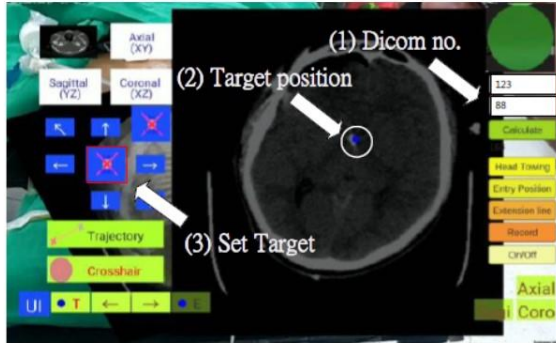 Axial
(XY)
Sagittal
(YZ)
Coronal
(XZ)
(1) Dicom no.
(2) Target position
(3) Set Target
Trajectory
Crosshair
UI
T
E
123
88
Calculate
Head Towing
Entry Position
Extension line
Record
On/Off
Axial
Coro